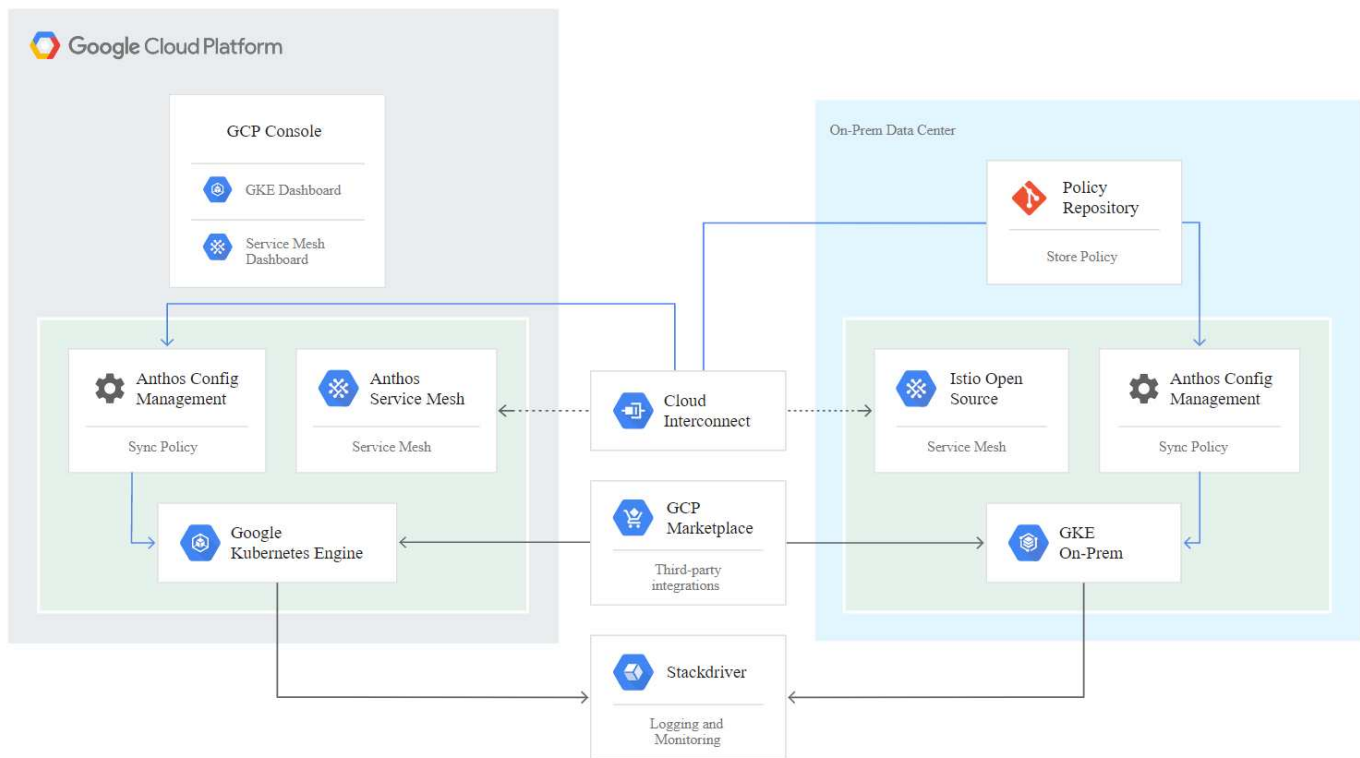 Google Cloud Platform
GCP Console
GKE Dashboard
Service Mesh
Dashboard
On-Prem Data Center
Policy
Repository
Store Policy
Anthos Config
Management
Sync Policy
Anthos
Service Mesh
Service Mesh
Cloud
Interconnect
Istio Open
Source
Service Mesh
Anthos Config
Management
Sync Policy
Google
Kubernetes Engine
GCP
Marketplace
Third-party
integrations
GKE
On-Prem
Stackdriver
Logging and
Monitoring